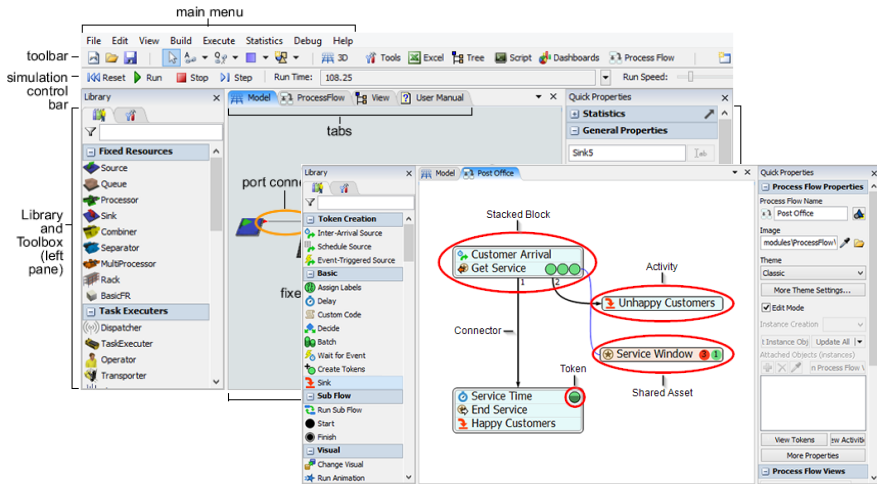 main menu
File Edit View Build Execute Statistics Debug Help
toolbar
3D Tools Excel Tree Script Dashboards Process Flow
simulation control bar
Reset Run Stop Step Run Time: 108.25 Run Speed:
Library
Model ProcessFlow View User Manual
tabs
Quick Properties
Statistics
General Properties
Sink5
Library and Toolbox (left pane)
Fixed Resources
Source
Queue
Processor
Sink
Combiner
Separator
MultiProcessor
Rack
BasicFR
Task Executers
Dispatcher
TaskExecuter
Operator
Transporter
port conne
fixe
Library
Token Creation
Inter-Arrival Source
Schedule Source
Event-Triggered Source
Basic
Assign Labels
Delay
Custom Code
Decide
Batch
Wait for Event
Create Tokens
Sink
Sub Flow
Run Sub Flow
Start
Finish
Visual
Change Visual
Run Animation
Model Post Office
Stacked Block
Customer Arrival
Get Service
1 2
Activity
Unhappy Customers
Connector
Service Window 3 1
Shared Asset
Token
Service Time
End Service
Happy Customers
Quick Properties
Process Flow Properties
Process Flow Name
Post Office
Image
modules\ProcessFlow\
Theme
Classic
More Theme Settings...
Edit Mode
Instance Creation
t Instance Obj Update All
Attached Objects (instances)
n Process Flow V
View Tokens ew Activiti
More Properties
Process Flow Views